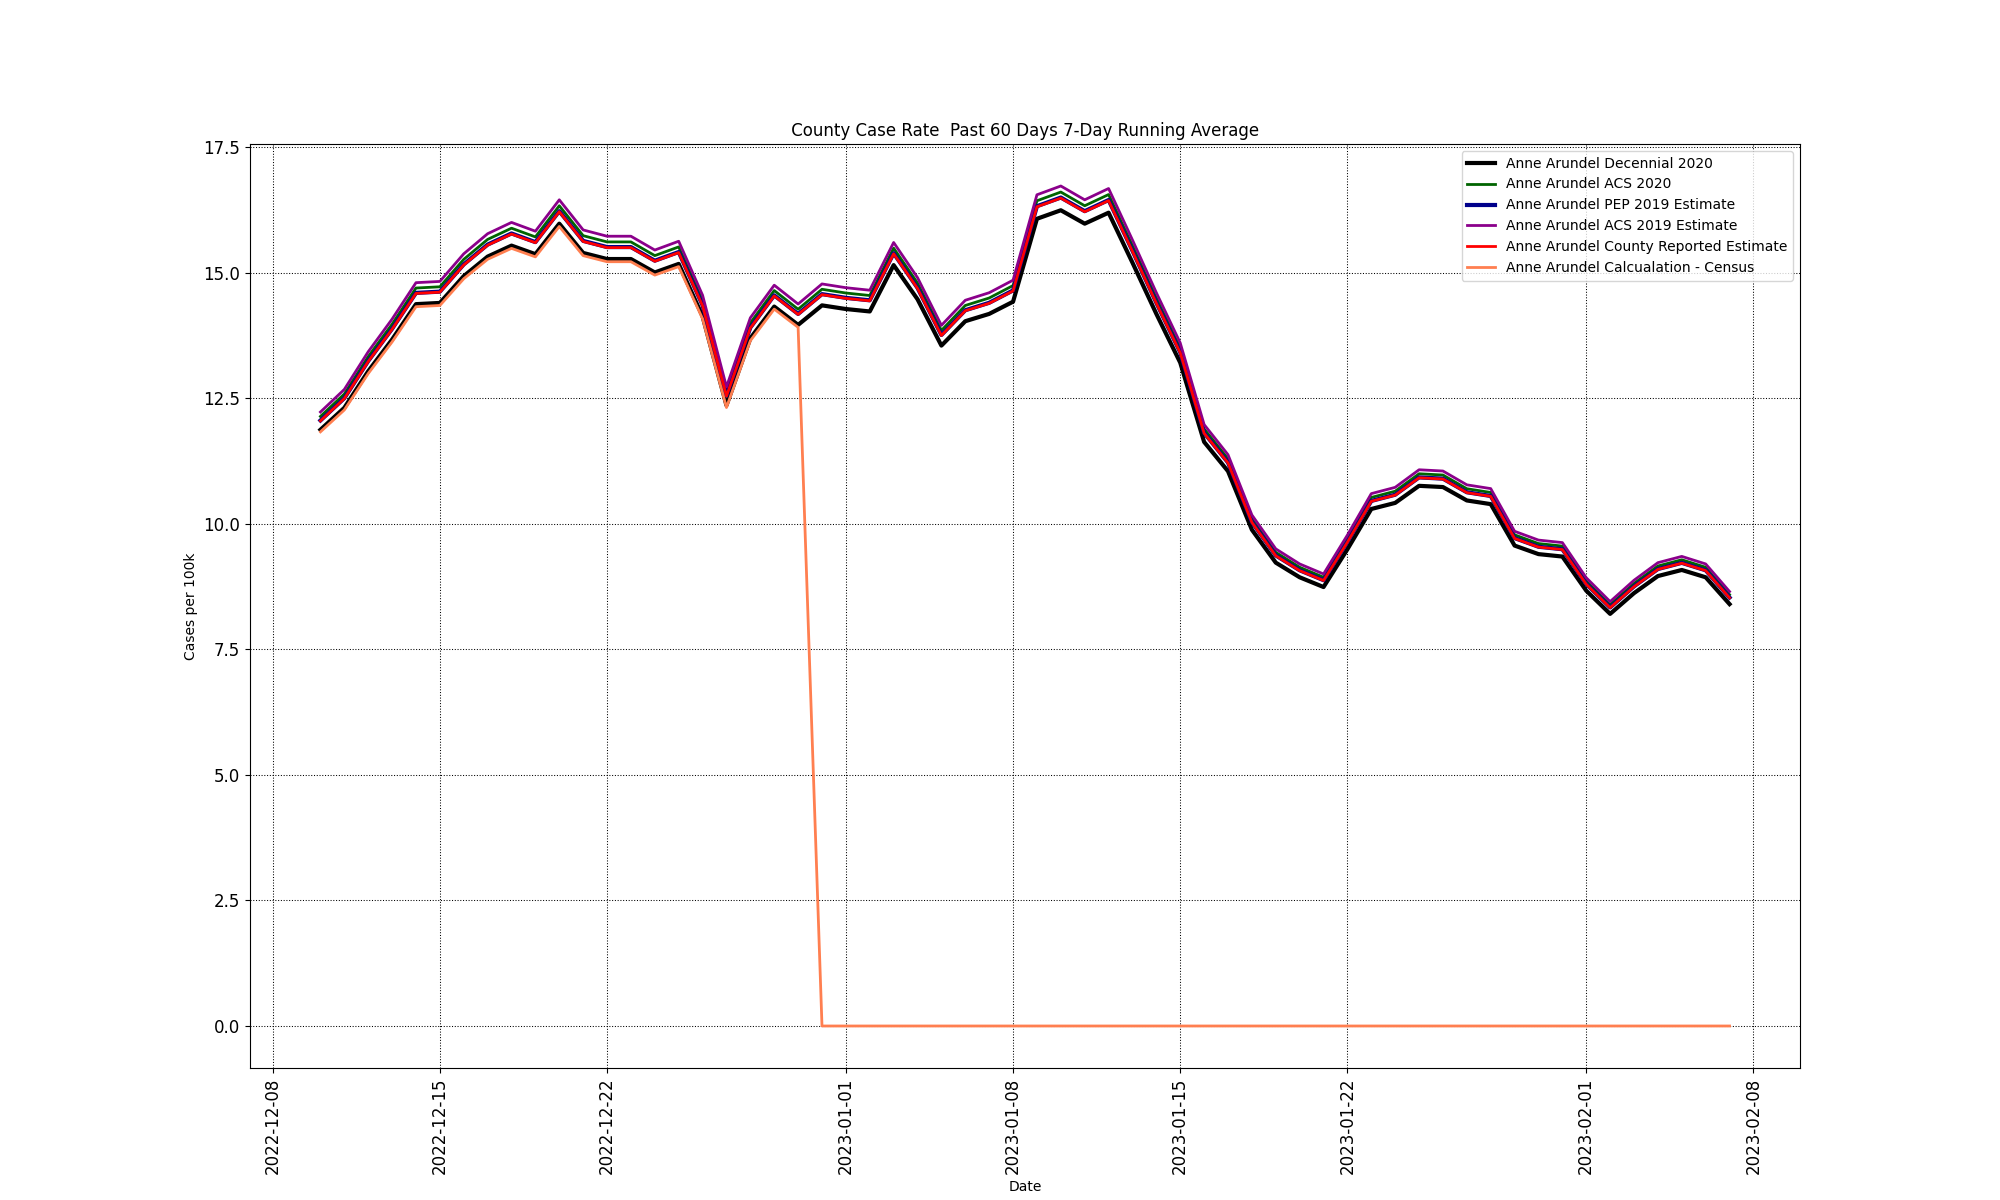 County Case Rate  Past 60 Days 7-Day Running Average
Anne Arundel Decennial 2020
Anne Arundel ACS 2020
Anne Arundel PEP 2019 Estimate
Anne Arundel ACS 2019 Estimate
Anne Arundel County Reported Estimate
Anne Arundel Calcualation - Census
Cases per 100k
17.5
15.0
12.5
10.0
7.5
5.0
2.5
0.0
2022-12-08
2022-12-15
2022-12-22
2023-01-01
2023-01-08
2023-01-15
2023-01-22
2023-02-01
2023-02-08
Date